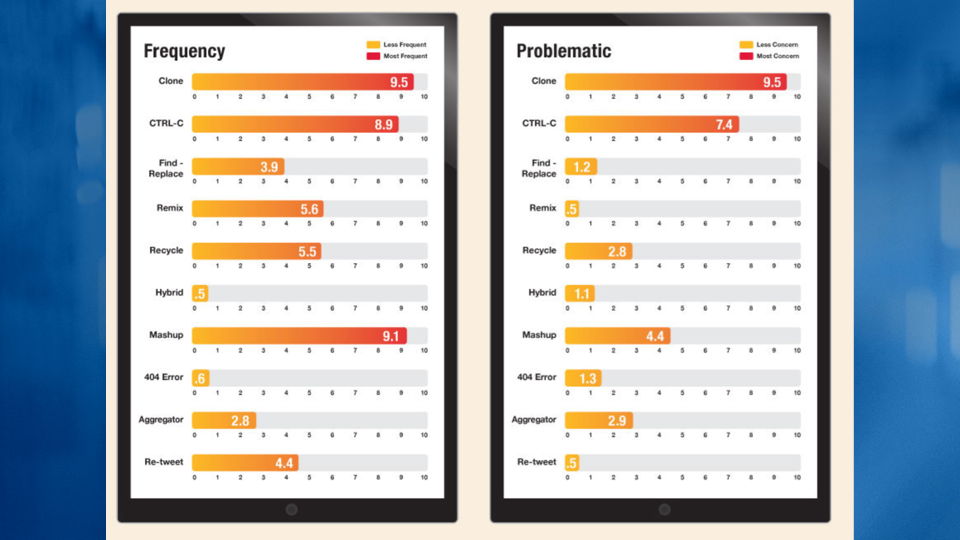 Frequency
Less Frequent
Most Frequent
Clone
9.5
0 1 2 3 4 5 6 7 8 9 10
CTRL-C
8.9
0 1 2 3 4 5 6 7 8 9 10
Find -
Replace
3.9
0 1 2 3 4 5 6 7 8 9 10
Remix
5.6
0 1 2 3 4 5 6 7 8 9 10
Recycle
5.5
0 1 2 3 4 5 6 7 8 9 10
Hybrid
.5
0 1 2 3 4 5 6 7 8 9 10
Mashup
9.1
0 1 2 3 4 5 6 7 8 9 10
404 Error
.6
0 1 2 3 4 5 6 7 8 9 10
Aggregator
2.8
0 1 2 3 4 5 6 7 8 9 10
Re-tweet
4.4
0 1 2 3 4 5 6 7 8 9 10
Problematic
Less Concern
Most Concern
Clone
9.5
0 1 2 3 4 5 6 7 8 9 10
CTRL-C
7.4
0 1 2 3 4 5 6 7 8 9 10
Find -
Replace
1.2
0 1 2 3 4 5 6 7 8 9 10
Remix
.5
0 1 2 3 4 5 6 7 8 9 10
Recycle
2.8
0 1 2 3 4 5 6 7 8 9 10
Hybrid
1.1
0 1 2 3 4 5 6 7 8 9 10
Mashup
4.4
0 1 2 3 4 5 6 7 8 9 10
404 Error
1.3
0 1 2 3 4 5 6 7 8 9 10
Aggregator
2.9
0 1 2 3 4 5 6 7 8 9 10
Re-tweet
.5
0 1 2 3 4 5 6 7 8 9 10